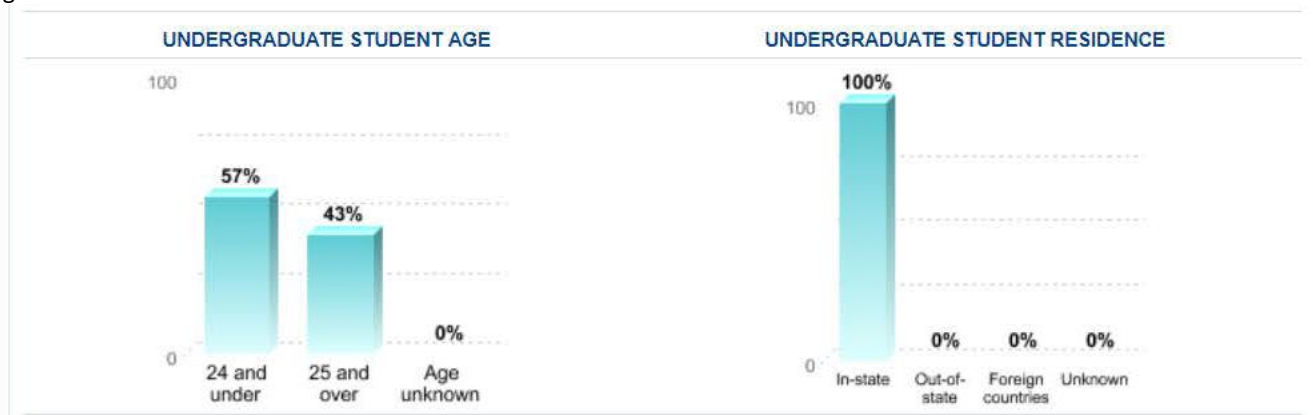 UNDERGRADUATE STUDENT AGE
100
57%
43%
0%
0
24 and
under
25 and
over
Age
unknown
UNDERGRADUATE STUDENT RESIDENCE
100%
100
0%
0%
0%
0
In-state
Out-of-
state
Foreign
countries
Unknown